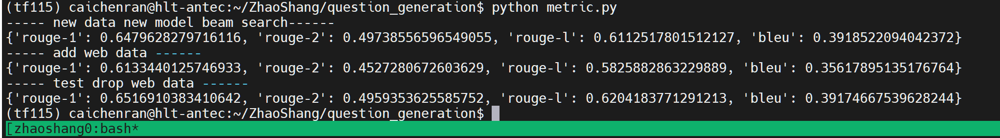 (tf115) caichenran@hlt-antec:~/ZhaoShang/question_generation$ python metric.py
----- new data new model beam search------
{'rouge-1': 0.6479628279716116, 'rouge-2': 0.49738556596549055, 'rouge-l': 0.6112517801512127, 'bleu': 0.3918522094042372}
----- add web data ------
{'rouge-1': 0.6133440125746933, 'rouge-2': 0.4527280672603629, 'rouge-l': 0.5825882863229889, 'bleu': 0.35617895135176764}
----- test drop web data ------
{'rouge-1': 0.6516910383410642, 'rouge-2': 0.4959353625585752, 'rouge-l': 0.6204183771291213, 'bleu': 0.39174667539628244}
(tf115) caichenran@hlt-antec:~/ZhaoShang/question_generation$
[zhaoshang0:bash*